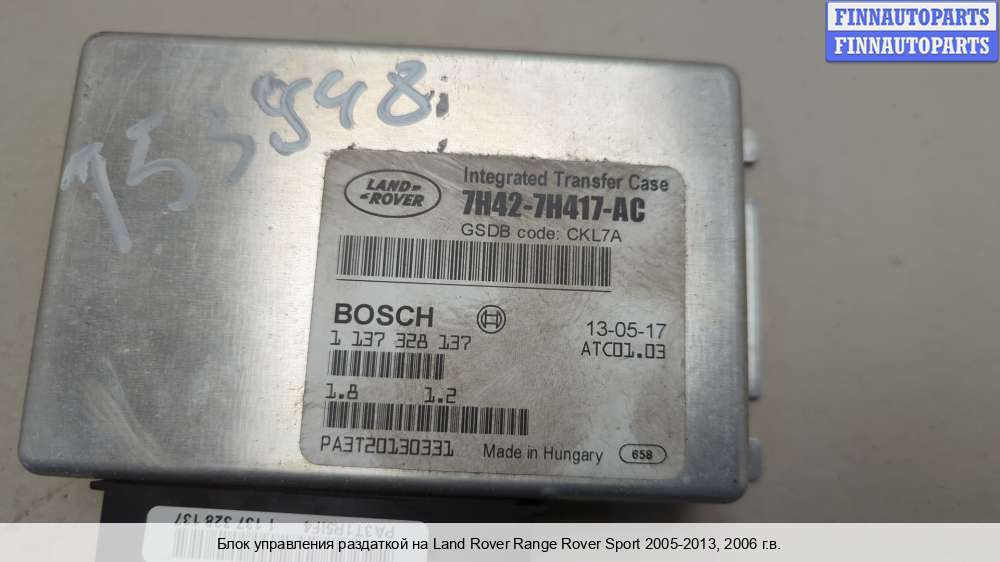 FINNAUTOPARTS
FINNAUTOPARTS
153948
LAND-
ROVER
Integrated Transfer Case
7H42-7H417-AC
GSDB code: CKL7A
BOSCH
1 137 328 137
13-05-17
ATC01.03
1.8 1.2
PA3T20130331
Made in Hungary
658
1 137 328 137
Блок управления раздаткой на Land Rover Range Rover Sport 2005-2013, 2006 г.в.